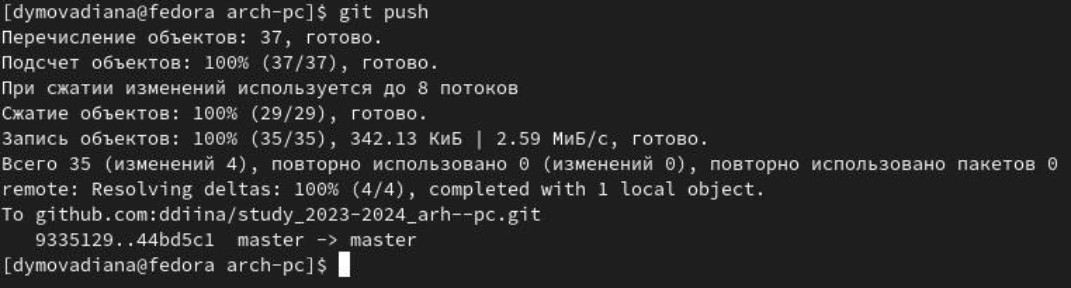 [dymovadiana@fedora arch-pc]$ git push
Перечисление объектов: 37, готово.
Подсчет объектов: 100% (37/37), готово.
При сжатии изменений используется до 8 потоков
Сжатие объектов: 100% (29/29), готово.
Запись объектов: 100% (35/35), 342.13 КиБ | 2.59 МиБ/с, готово.
Всего 35 (изменений 4), повторно использовано 0 (изменений 0), повторно использовано пакетов 0
remote: Resolving deltas: 100% (4/4), completed with 1 local object.
To github.com:ddiina/study_2023-2024_arh--pc.git
   9335129..44bd5c1  master -> master
[dymovadiana@fedora arch-pc]$